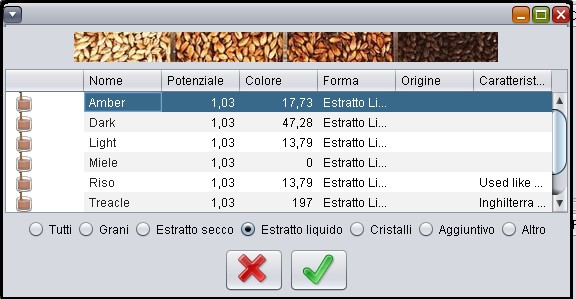 Nome Potenziale Colore Forma Origine Caratterist...
Amber 1,03 17,73 Estratto Li...
Dark 1,03 47,28 Estratto Li...
Light 1,03 13,79 Estratto Li...
Miele 1,03 0 Estratto Li...
Riso 1,03 13,79 Estratto Li... Used like ...
Treacle 1,03 197 Estratto Li... Inghilterra ...
Tutti Grani Estratto secco Estratto liquido Cristalli Aggiuntivo Altro